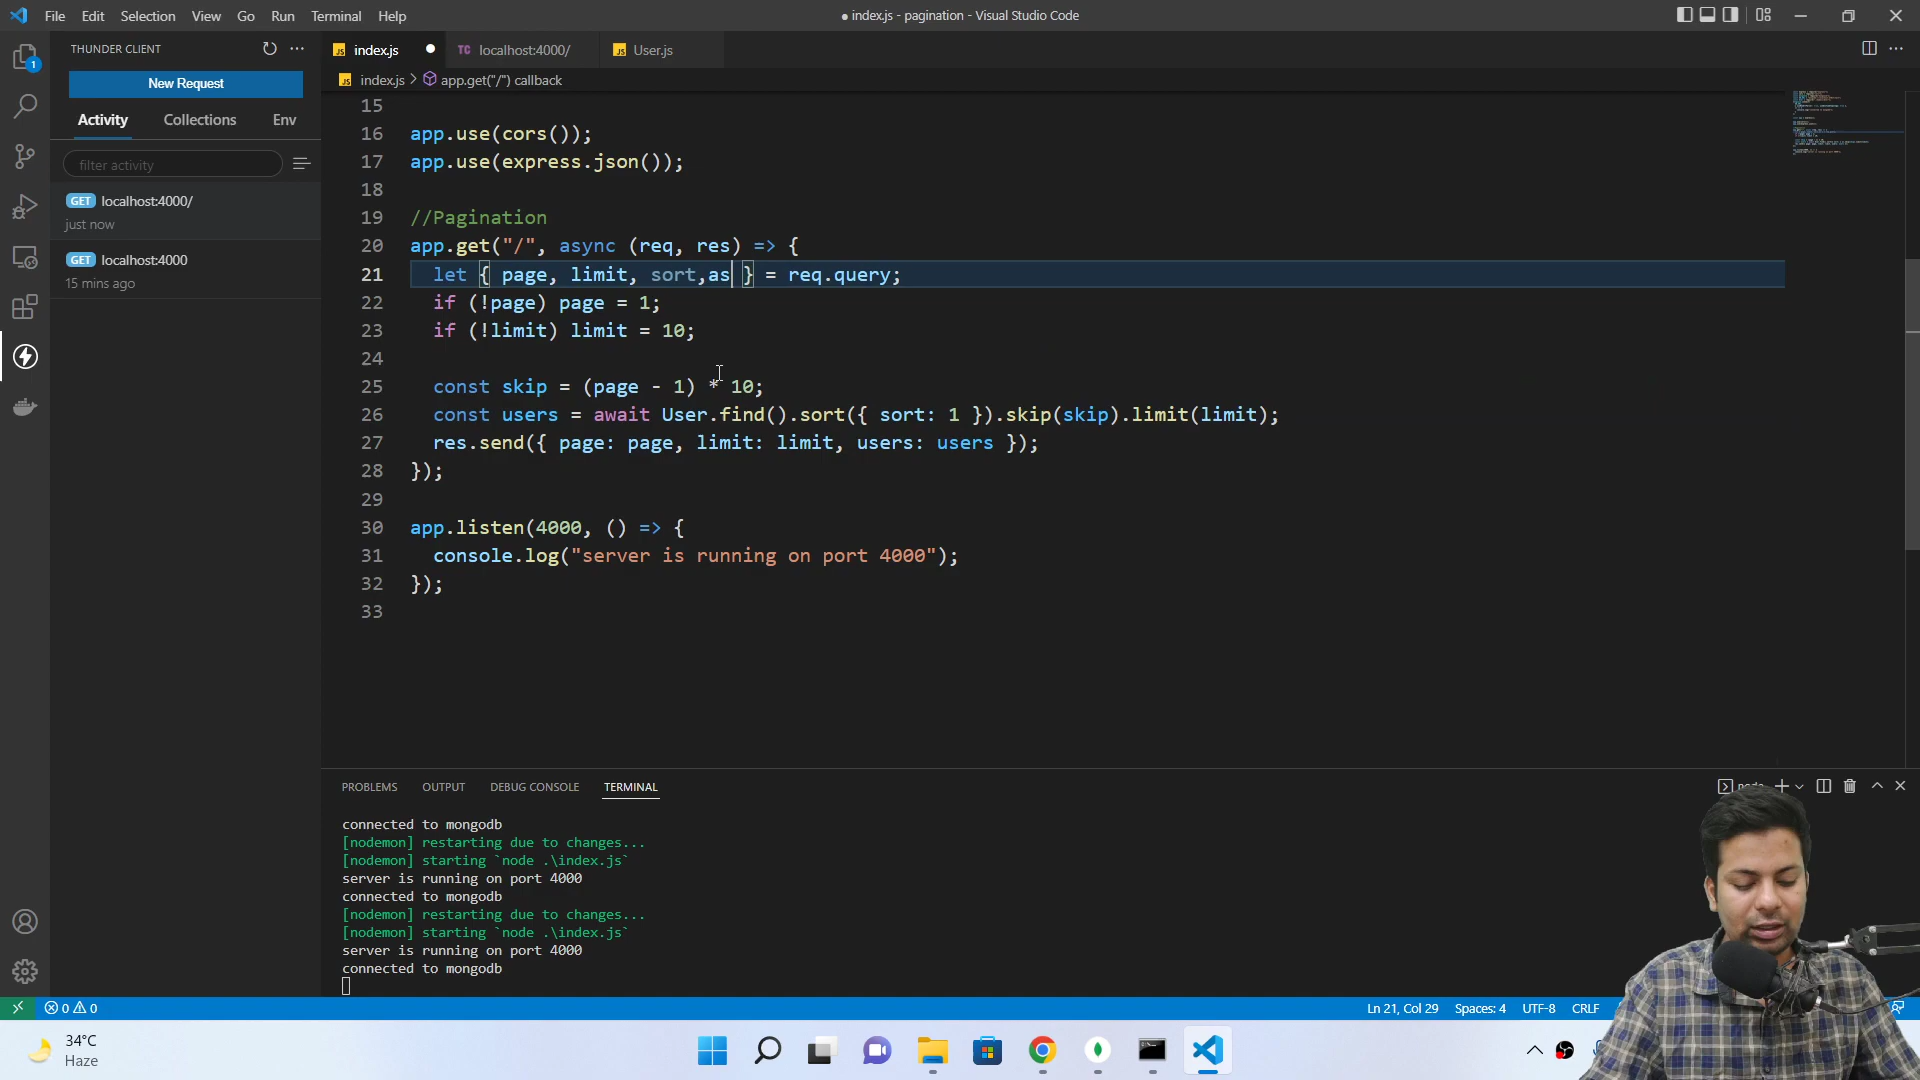 File Edit Selection View Go Run Terminal Help
● index.js - pagination - Visual Studio Code
THUNDER CLIENT
New Request
Activity Collections Env
filter activity
GET localhost:4000/
just now
GET localhost:4000
15 mins ago
JS index.js ● TC localhost:4000/ JS User.js
JS index.js > app.get("/") callback
15
16 app.use(cors());
17 app.use(express.json());
18
19 //Pagination
20 app.get("/", async (req, res) => {
21 let { page, limit, sort,as } = req.query;
22 if (!page) page = 1;
23 if (!limit) limit = 10;
24
25 const skip = (page - 1) * 10;
26 const users = await User.find().sort({ sort: 1 }).skip(skip).limit(limit);
27 res.send({ page: page, limit: limit, users: users });
28 });
29
30 app.listen(4000, () => {
31 console.log("server is running on port 4000");
32 });
33
PROBLEMS OUTPUT DEBUG CONSOLE TERMINAL
connected to mongodb
[nodemon] restarting due to changes...
[nodemon] starting `node .\index.js`
server is running on port 4000
connected to mongodb
[nodemon] restarting due to changes...
[nodemon] starting `node .\index.js`
server is running on port 4000
connected to mongodb
0 0
Ln 21, Col 29 Spaces: 4 UTF-8 CRLF
34°C
Haze